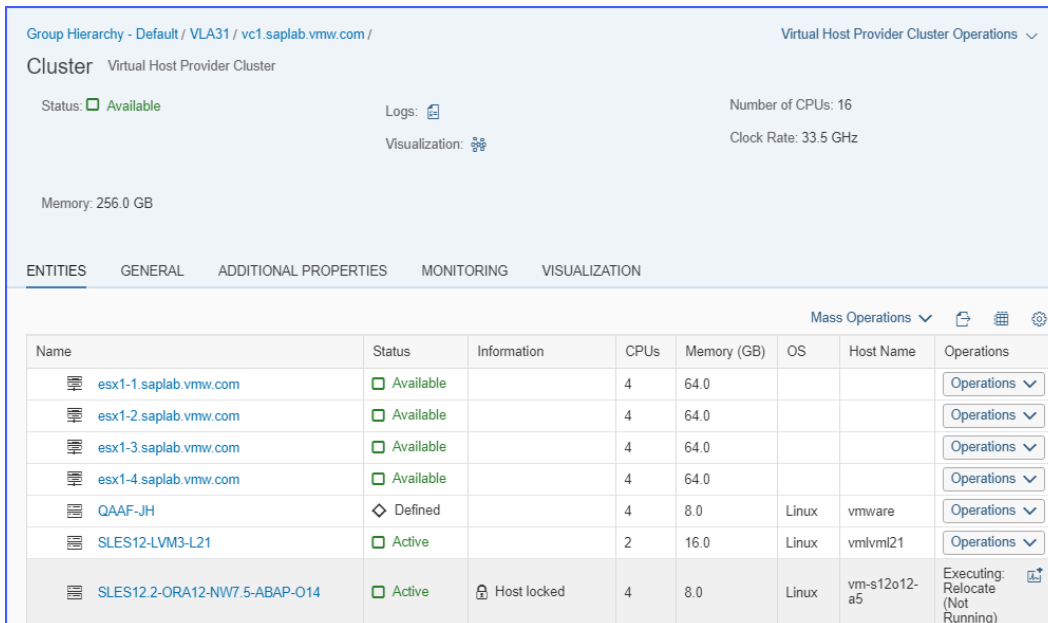 Group Hierarchy - Default / VLA31 / vc1.saplab.vmw.com /
Virtual Host Provider Cluster Operations
Cluster Virtual Host Provider Cluster
Status: Available
Logs:
Number of CPUs: 16
Visualization:
Clock Rate: 33.5 GHz
Memory: 256.0 GB
ENTITIES GENERAL ADDITIONAL PROPERTIES MONITORING VISUALIZATION
Mass Operations
Name Status Information CPUs Memory (GB) OS Host Name Operations
esx1-1.saplab.vmw.com Available 4 64.0 Operations
esx1-2.saplab.vmw.com Available 4 64.0 Operations
esx1-3.saplab.vmw.com Available 4 64.0 Operations
esx1-4.saplab.vmw.com Available 4 64.0 Operations
QAAF-JH Defined 4 8.0 Linux vmware Operations
SLES12-LVM3-L21 Active 2 16.0 Linux vmlvml21 Operations
SLES12.2-ORA12-NW7.5-ABAP-O14 Active Host locked 4 8.0 Linux vm-s12o12-
a5
Executing:
Relocate
(Not
Running)